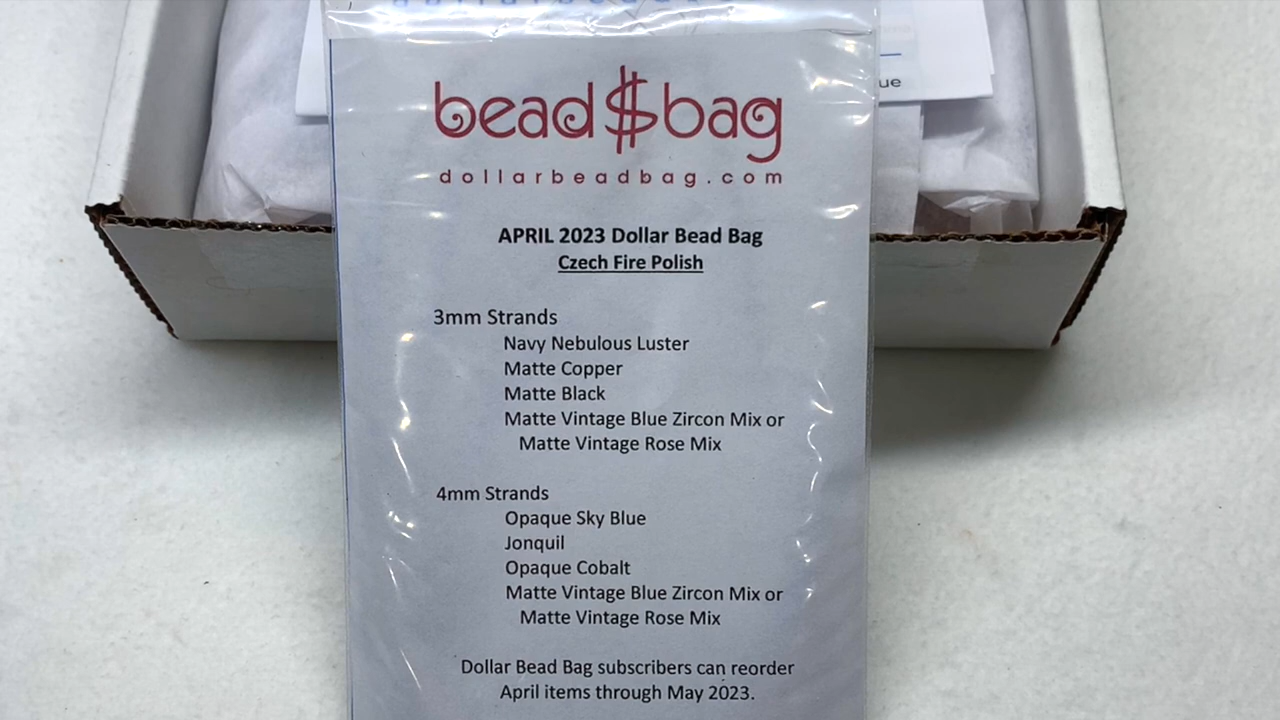 ue
bead$bag
dollarbeadbag.com
APRIL 2023 Dollar Bead Bag
Czech Fire Polish
3mm Strands
Navy Nebulous Luster
Matte Copper
Matte Black
Matte Vintage Blue Zircon Mix or
Matte Vintage Rose Mix
4mm Strands
Opaque Sky Blue
Jonquil
Opaque Cobalt
Matte Vintage Blue Zircon Mix or
Matte Vintage Rose Mix
Dollar Bead Bag subscribers can reorder
April items through May 2023.